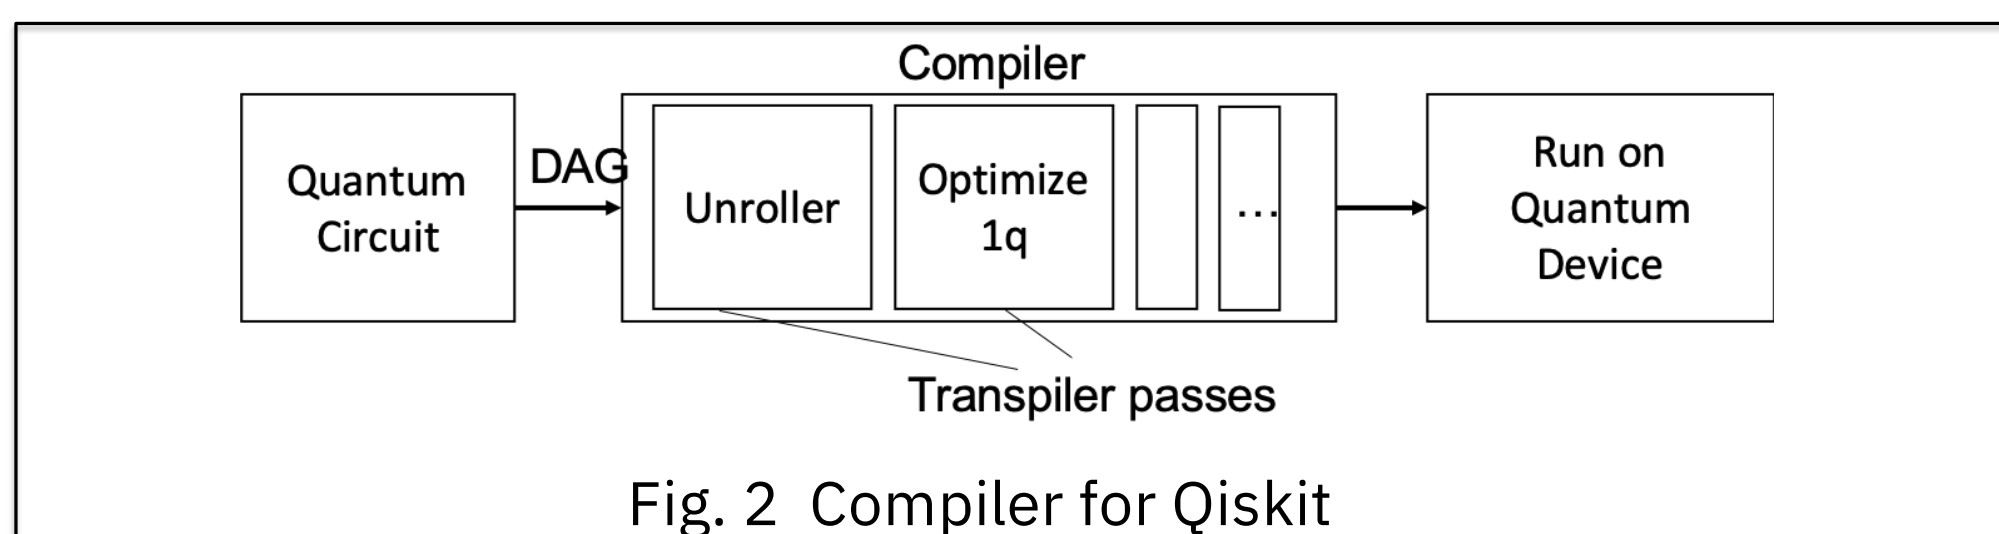 Compiler
Quantum
Circuit
DAG
Unroller
Optimize
1q
...
Run on
Quantum
Device
Transpiler passes
Fig. 2 Compiler for Qiskit